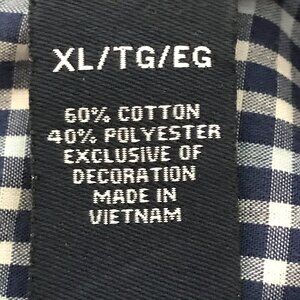 XL/TG/EG
60% COTTON
40% POLYESTER
EXCLUSIVE OF
DECORATION
MADE IN
VIETNAM